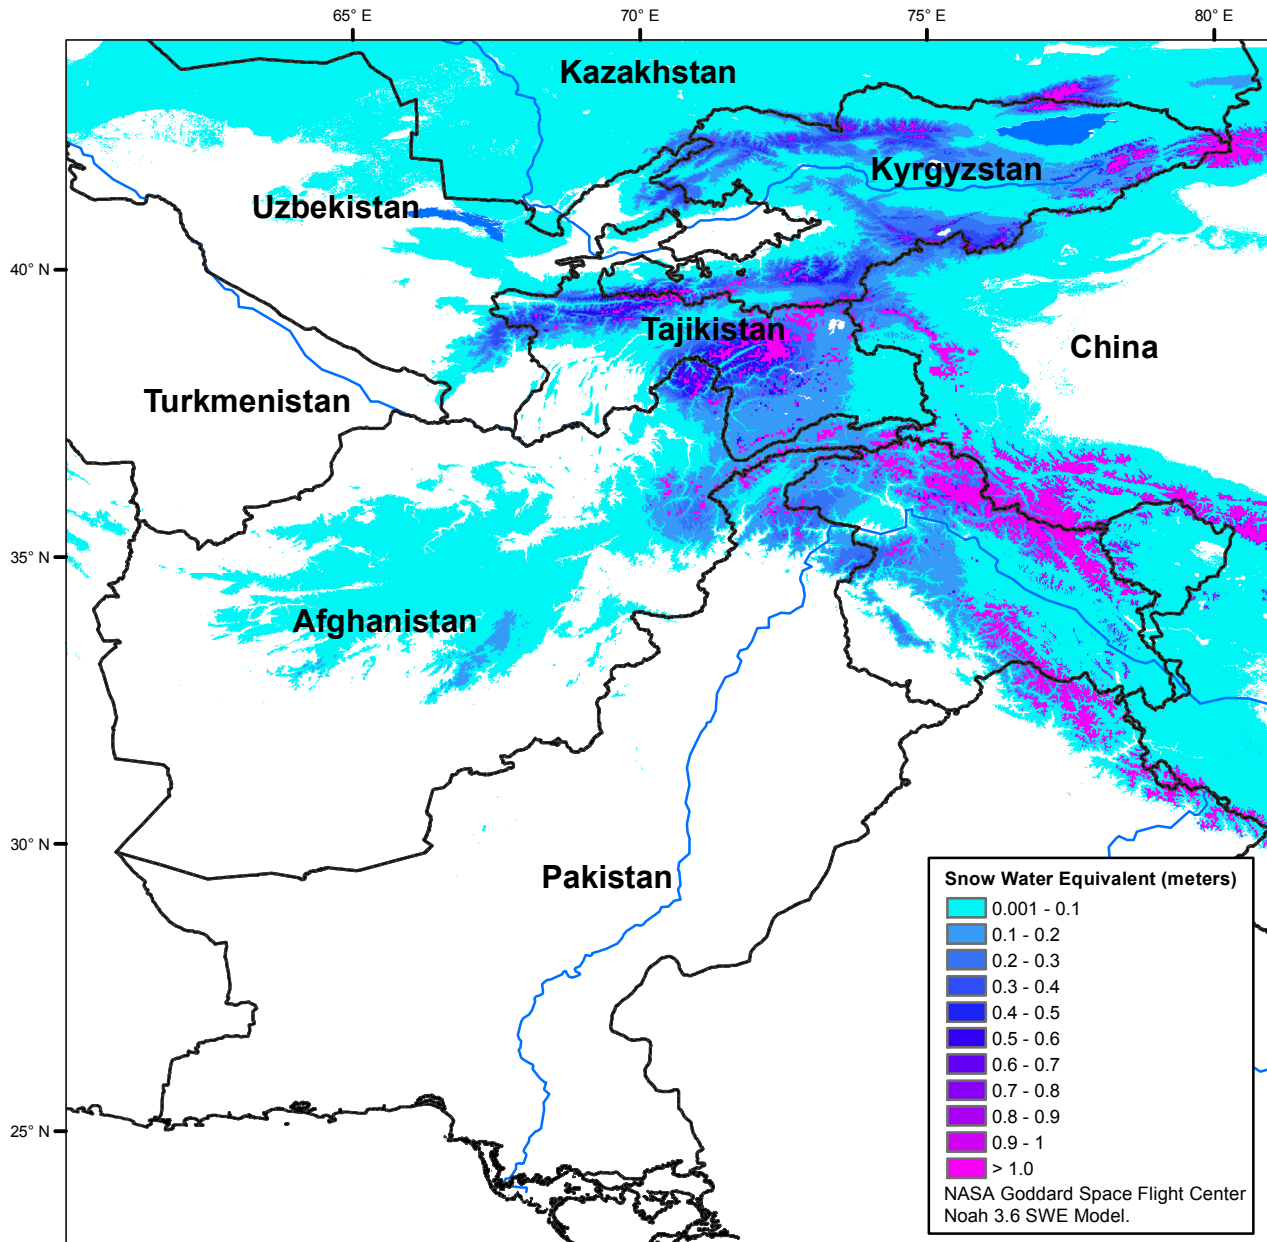 65° E
70° E
75° E
80° E
Kazakhstan
Kyrgyzstan
Uzbekistan
40° N
Tajikistan
China
Turkmenistan
35° N
Afghanistan
30° N
Pakistan
25° N
Snow Water Equivalent (meters)
0.001 - 0.1
0.1 - 0.2
0.2 - 0.3
0.3 - 0.4
0.4 - 0.5
0.5 - 0.6
0.6 - 0.7
0.7 - 0.8
0.8 - 0.9
0.9 - 1
> 1.0
NASA Goddard Space Flight Center
Noah 3.6 SWE Model.